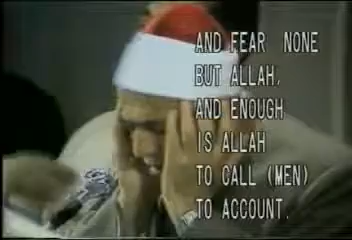 AND FEAR NONE
BUT ALLAH.
AND ENOUGH
IS ALLAH
TO CALL (MEN)
TO ACCOUNT.